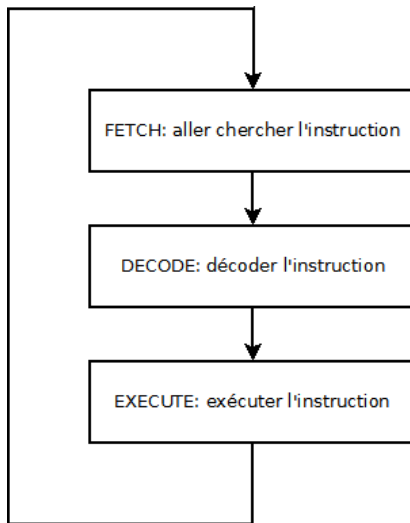 FETCH: aller chercher l'instruction
DECODE: décoder l'instruction
EXECUTE: exécuter l'instruction